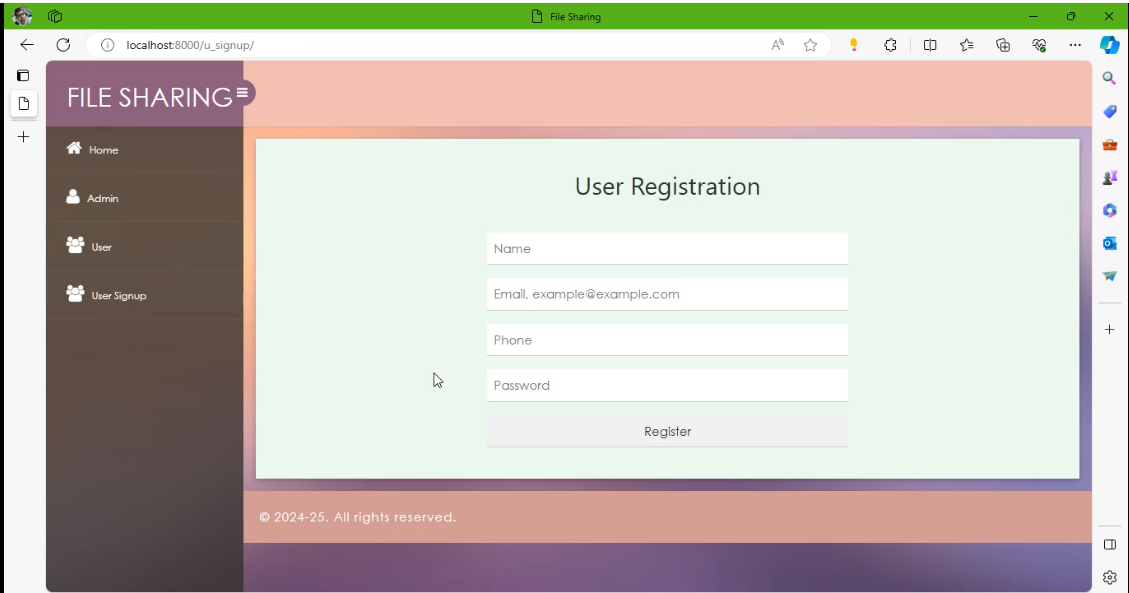 File Sharing
localhost:8000/u_signup/
FILE SHARING
Home
Admin
User
User Signup
User Registration
Name
Email, example@example.com
Phone
Password
Register
© 2024-25. All rights reserved.